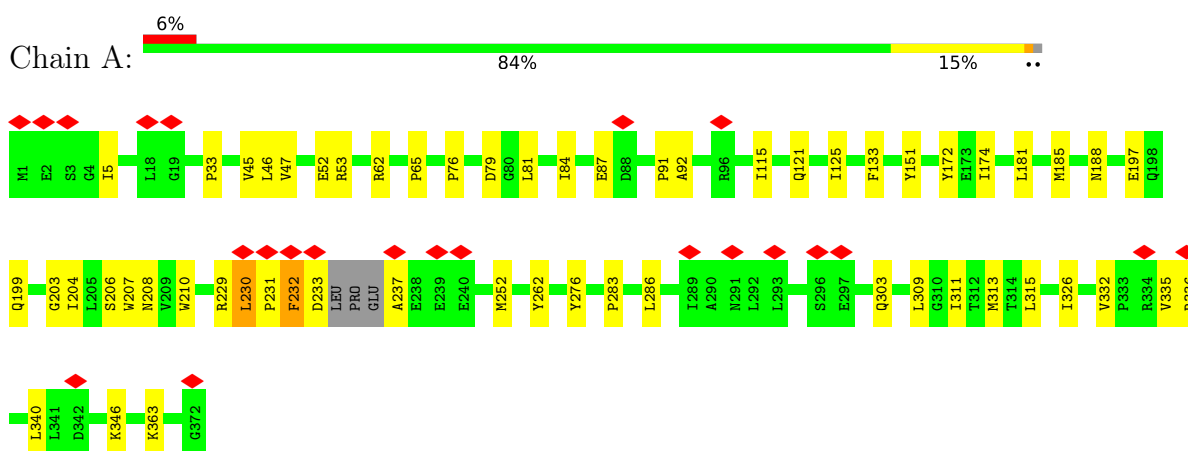 6%
Chain A:
84% 15% ..
M1 E2 S3 G4 I5 L18 G19 P33 V45 L46 V47 E52 R53 R62 P65 P76 D79 G80 L81 I84 E87 D88 P91 A92 R96 I115 Q121 I125 F133 Y151 Y172 E173 I174 L181 M185 N188 E197 Q198
Q199 G203 I204 L205 S206 W207 N208 V209 W210 R229 L230 P231 F232 D233 LEU PRO GLU A237 E238 E239 E240 M252 Y262 Y276 P283 L286 I289 A290 N291 L292 L293 S296 E297 Q303 L309 G310 I311 T312 M313 T314 L315 I326 V332 P333 R334 V335
L340 L341 D342 K346 K363 G372